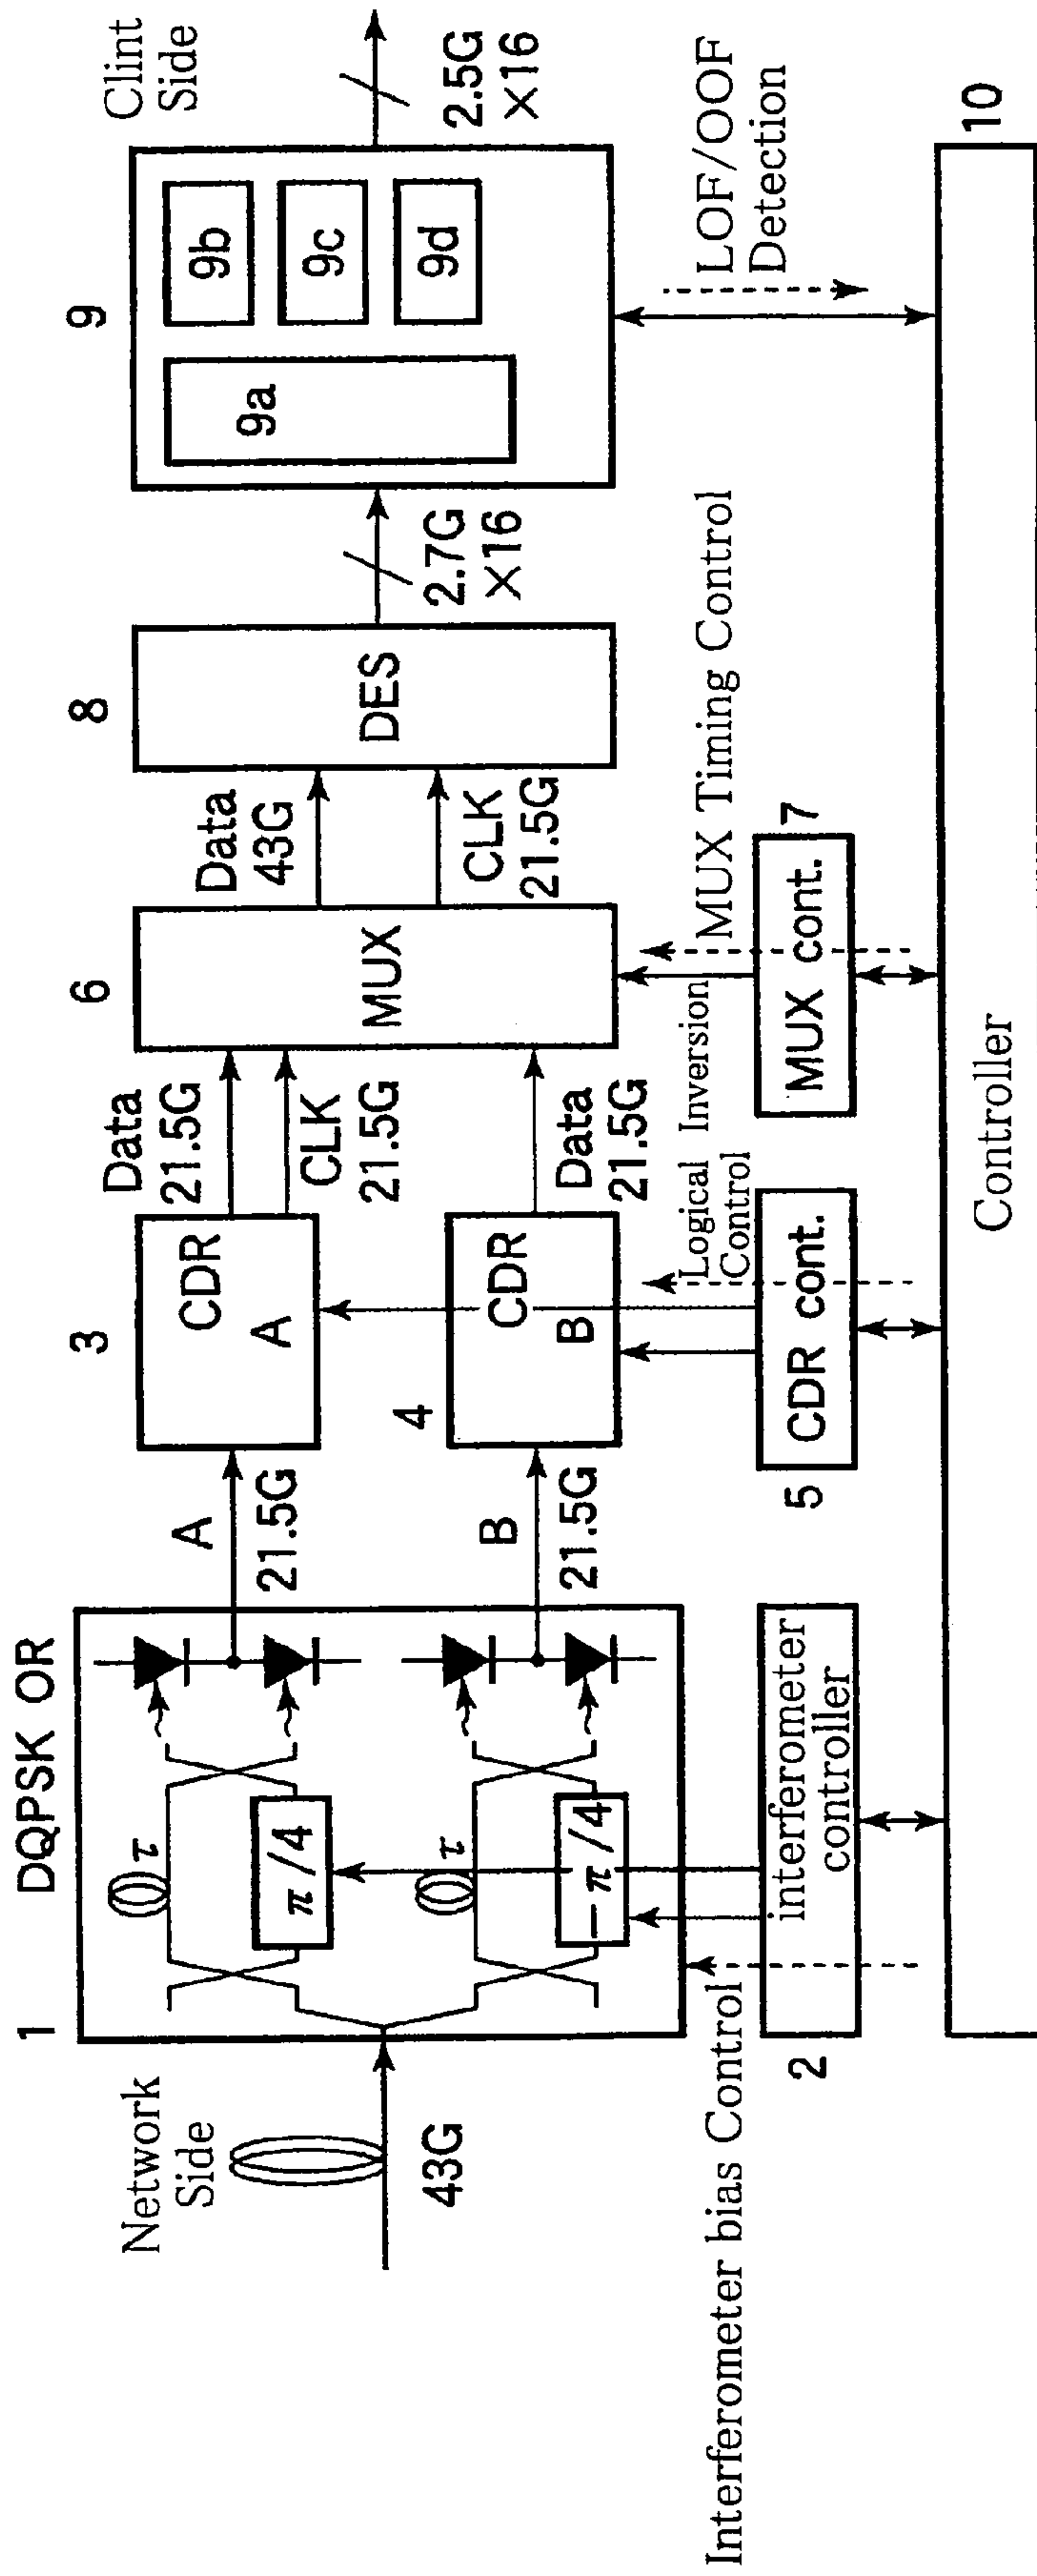 Network
Side
43G
1
DQPSK OR
τ
π/4
τ
−π/4
A
21.5G
B
21.5G
3
CDR
A
4
CDR
B
Data
21.5G
CLK
21.5G
Data
21.5G
6
MUX
Data
43G
CLK
21.5G
8
DES
2.7G
×16
9
9a
9b
9c
9d
Clint
Side
2.5G
×16
Interferometer bias Control
2
interferometer
controller
5
CDR cont.
Logical Inversion
Control
MUX cont.
7
MUX Timing Control
LOF/OOF
Detection
Controller
10